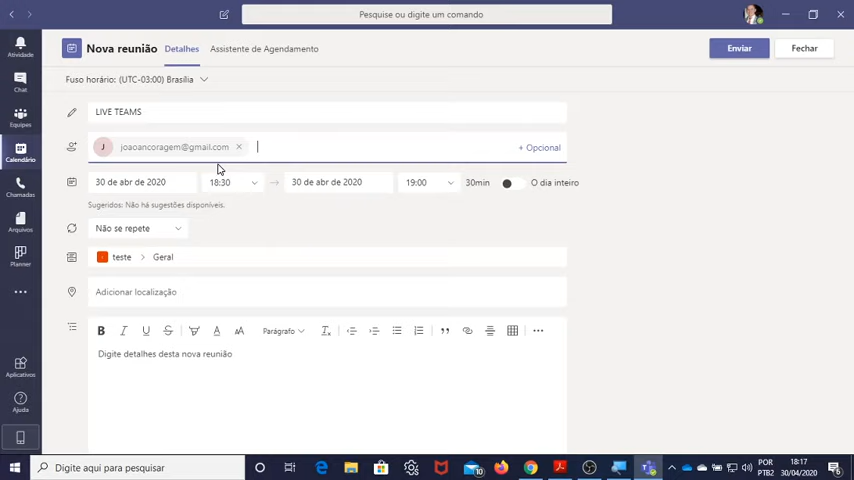 Pesquise ou digite um comando
Atividade
Chat
Equipes
Calendário
Chamadas
Arquivos
Planner
Aplicativos
Ajuda
Nova reunião Detalhes Assistente de Agendamento Enviar Fechar
Fuso horário: (UTC-03:00) Brasília
LIVE TEAMS
J joaoancoragem@gmail.com × + Opcional
30 de abr de 2020 18:30 → 30 de abr de 2020 19:00 30min O dia inteiro
Sugeridos: Não há sugestões disponíveis.
Não se repete
teste > Geral
Adicionar localização
B I U S A AA Parágrafo Tx
Digite detalhes desta nova reunião
Digite aqui para pesquisar
10
POR
PTB2
18:17
30/04/2020
6